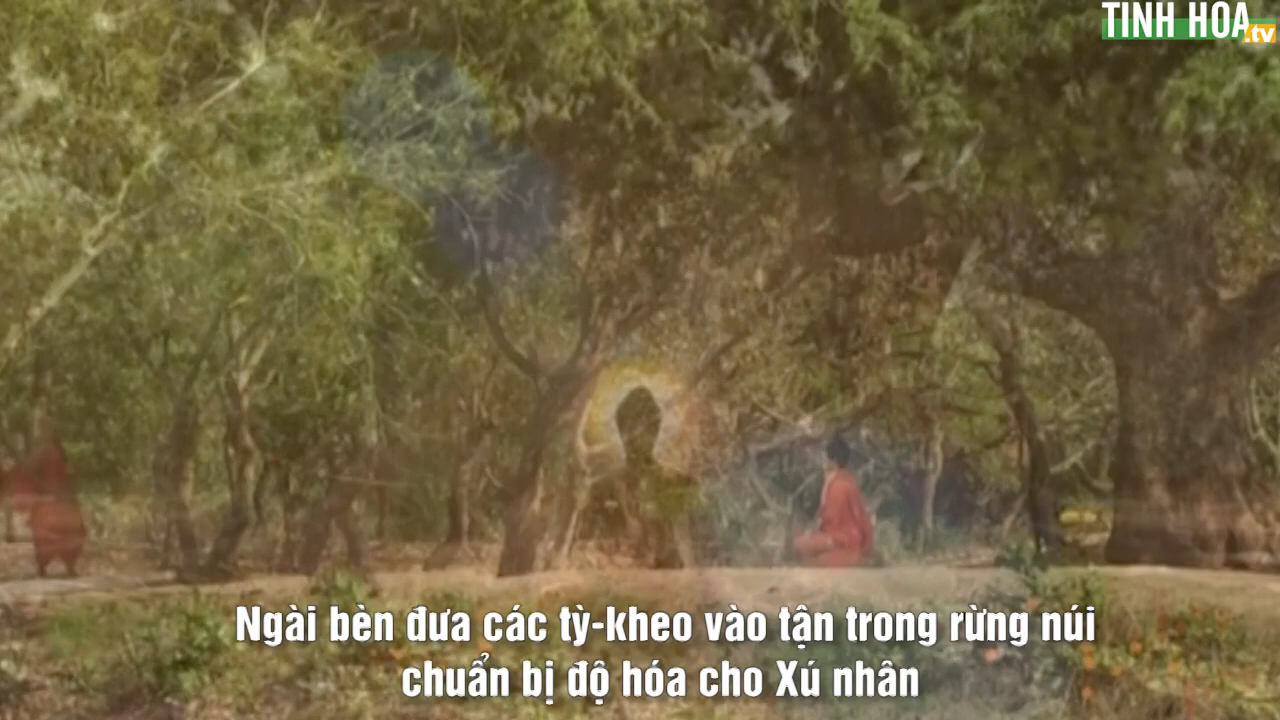 TINH HOA
.tv
Ngài bèn đưa các tỳ-kheo vào tận trong rừng núi
chuẩn bị độ hóa cho Xú nhân